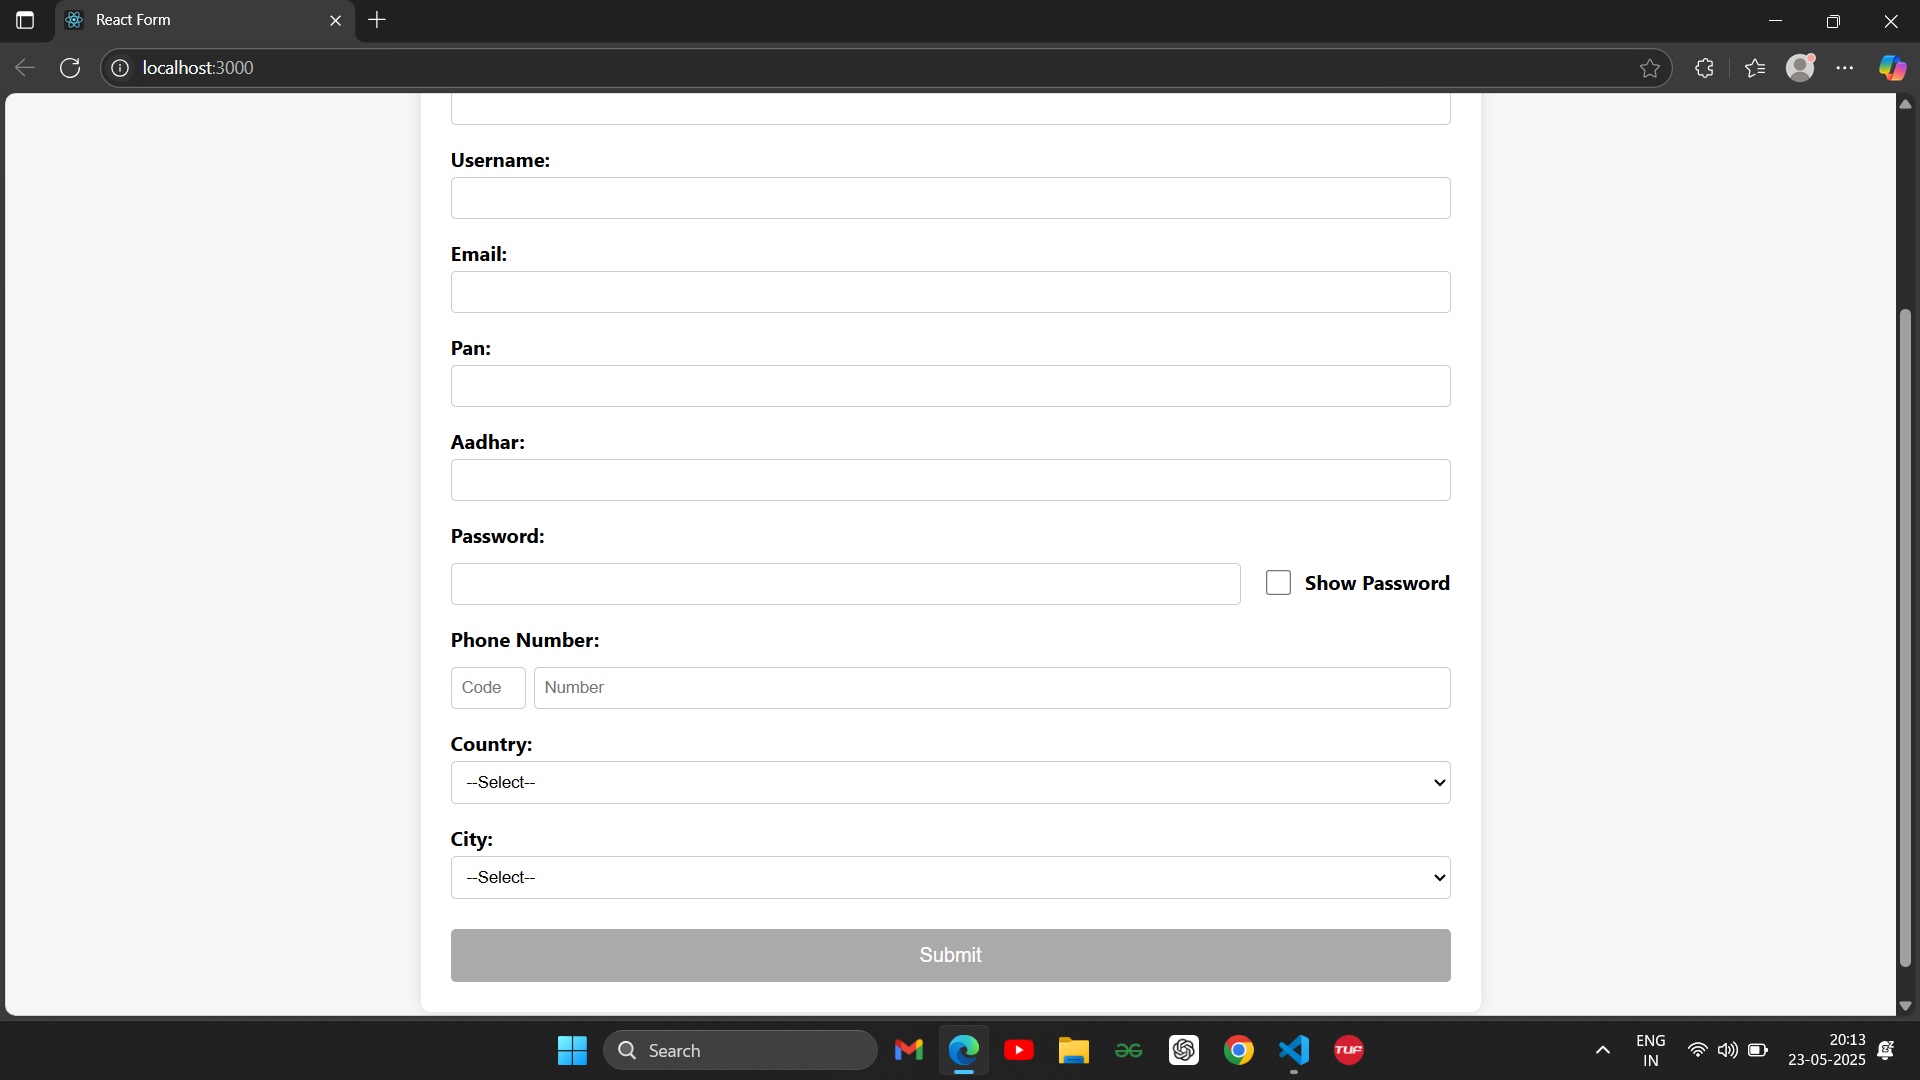 React Form
localhost:3000
Username:
Email:
Pan:
Aadhar:
Password:
Show Password
Phone Number:
Code
Number
Country:
--Select--
City:
--Select--
Submit
Search
TUF
ENG
IN
20:13
23-05-2025